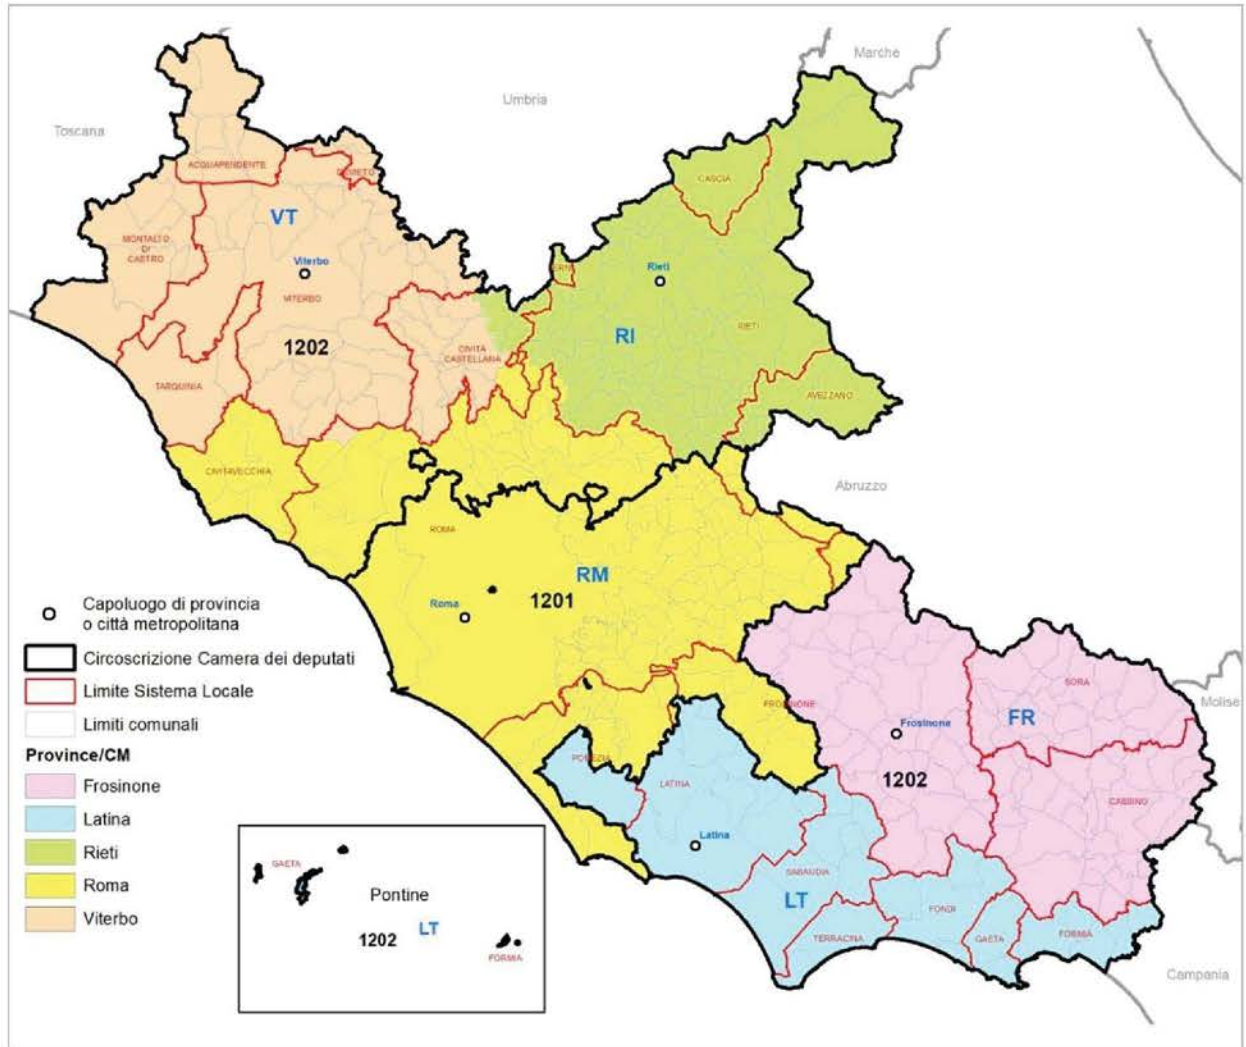 Marche
Umbria
Toscana
ACQUAPENDENTE
CASCIA
VT
MONTALTO
DI
CASTRO
Viterbo
Rieti
VITERBO
RIETI
RI
1202
CIVITA
CASTELLANA
TARQUINIA
AVEZZANO
CIVITAVECCHIA
Abruzzo
ROMA
RM
1201
Roma
Capoluogo di provincia
o città metropolitana
Circoscrizione Camera dei deputati
Limite Sistema Locale
Limiti comunali
Province/CM
Frosinone
Latina
Rieti
Roma
Viterbo
SORA
Molise
FROSINONE
FR
Frosinone
POMEZIA
LATINA
1202
CASSINO
Latina
SABAUDIA
LT
FONDI
TERRACINA
GAETA
FORMIA
Campania
GAETA
Pontine
LT
1202
FORMIA